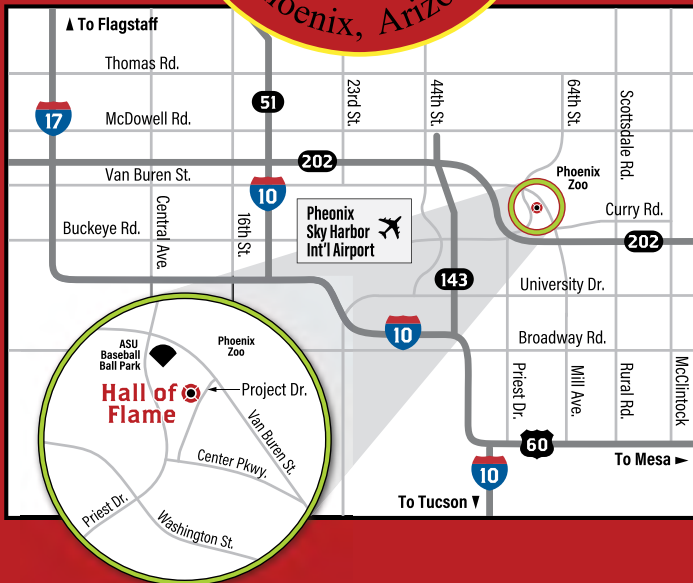 Phoenix, Arizo
▲ To Flagstaff
Thomas Rd.
51
23rd St.
44th St.
64th St.
Scottsdale Rd.
17
McDowell Rd.
202
Van Buren St.
Phoenix
Zoo
10
Pheonix
Sky Harbor
Int'l Airport
Central Ave.
16th St.
Curry Rd.
Buckeye Rd.
202
143
University Dr.
10
Broadway Rd.
Priest Dr.
Mill Ave.
Rural Rd.
McClintock
60
To Mesa ►
10
To Tucson ▼
ASU
Baseball
Ball Park
Phoenix
Zoo
Hall of
Flame
Project Dr.
Van Buren St.
Center Pkwy.
Priest Dr.
Washington St.